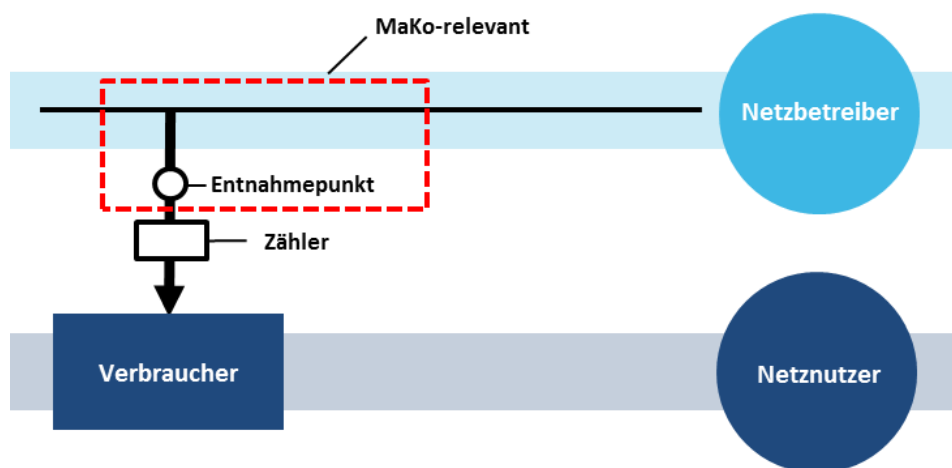 MaKo-relevant
Netzbetreiber
Entnahmepunkt
Zähler
Verbraucher
Netznutzer